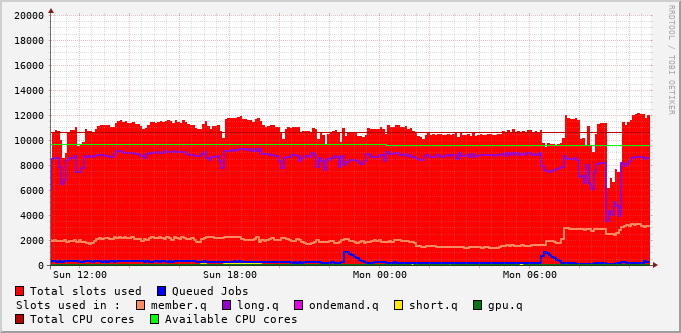 RRDTOOL / TOBI OETIKER
20000
18000
16000
14000
12000
10000
8000
6000
4000
2000
0
Sun 12:00 Sun 18:00 Mon 00:00 Mon 06:00
Total slots used Queued Jobs
Slots used in : member.q long.q ondemand.q short.q gpu.q
Total CPU cores Available CPU cores